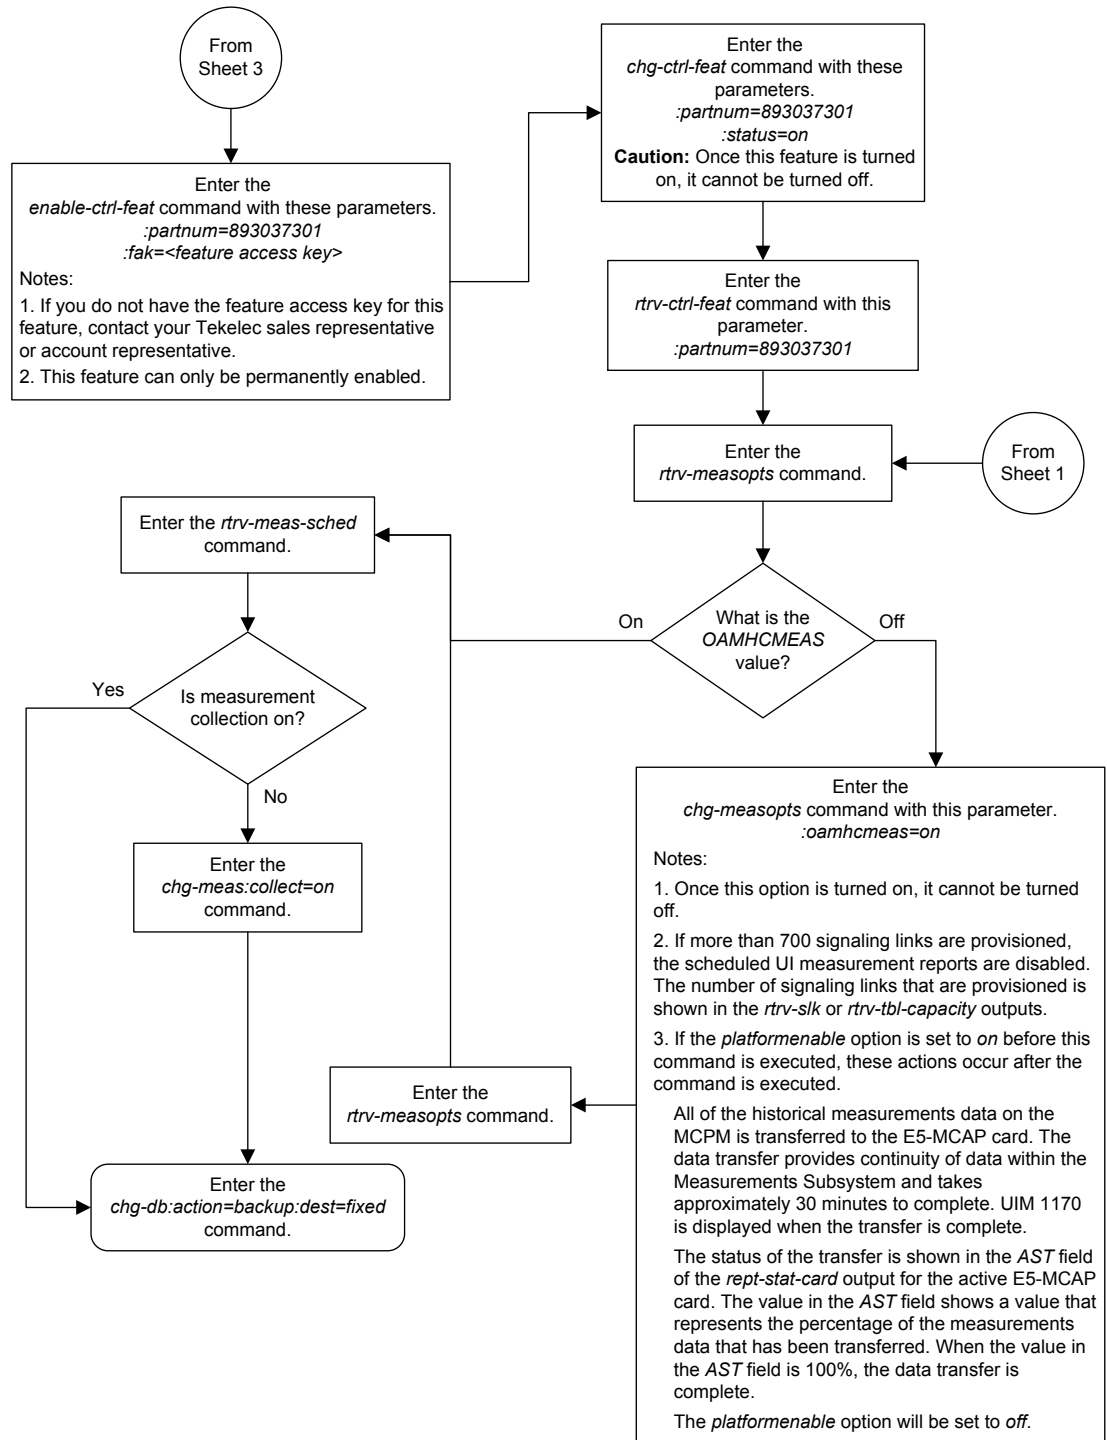 From
Sheet 3
Enter the
enable-ctrl-feat command with these parameters.
:partnum=893037301
:fak=<feature access key>
Notes:
1. If you do not have the feature access key for this
feature, contact your Tekelec sales representative
or account representative.
2. This feature can only be permanently enabled.
Enter the
chg-ctrl-feat command with these
parameters.
:partnum=893037301
:status=on
Caution: Once this feature is turned
on, it cannot be turned off.
Enter the
rtrv-ctrl-feat command with this
parameter.
:partnum=893037301
Enter the
rtrv-measopts command.
From
Sheet 1
What is the
OAMHCMEAS
value?
On
Off
Enter the rtrv-meas-sched
command.
Is measurement
collection on?
Yes
No
Enter the
chg-meas:collect=on
command.
Enter the
chg-db:action=backup:dest=fixed
command.
Enter the
rtrv-measopts command.
Enter the
chg-measopts command with this parameter.
:oamhcmeas=on
Notes:
1. Once this option is turned on, it cannot be turned
off.
2. If more than 700 signaling links are provisioned,
the scheduled UI measurement reports are disabled.
The number of signaling links that are provisioned is
shown in the rtrv-slk or rtrv-tbl-capacity outputs.
3. If the platformenable option is set to on before this
command is executed, these actions occur after the
command is executed.
All of the historical measurements data on the
MCPM is transferred to the E5-MCAP card. The
data transfer provides continuity of data within the
Measurements Subsystem and takes
approximately 30 minutes to complete. UIM 1170
is displayed when the transfer is complete.
The status of the transfer is shown in the AST field
of the rept-stat-card output for the active E5-MCAP
card. The value in the AST field shows a value that
represents the percentage of the measurements
data that has been transferred. When the value in
the AST field is 100%, the data transfer is
complete.
The platformenable option will be set to off.